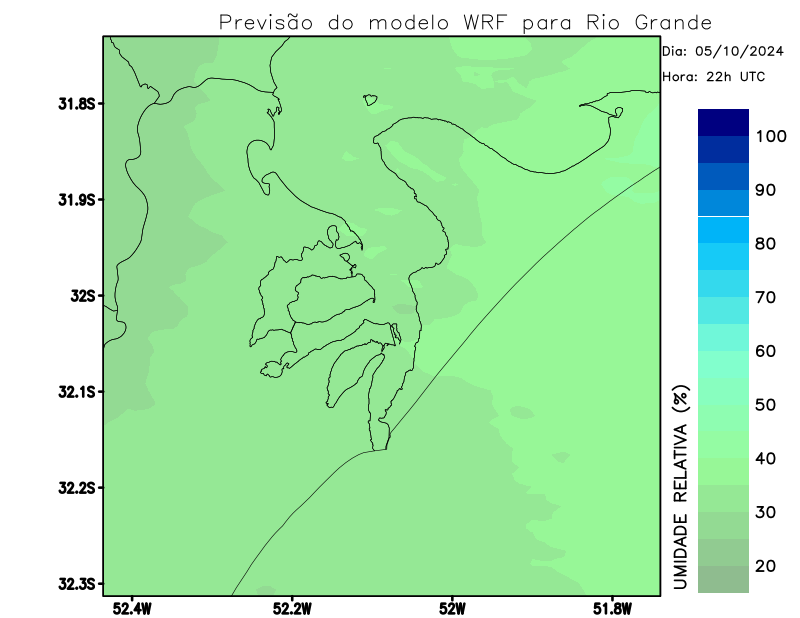 Previsão do modelo WRF para Rio Grande
Dia: 05/10/2024
Hora: 22h UTC
31.8S
31.9S
32S
32.1S
32.2S
32.3S
52.4W
52.2W
52W
51.8W
100
90
80
70
60
50
40
30
20
UMIDADE RELATIVA (%)